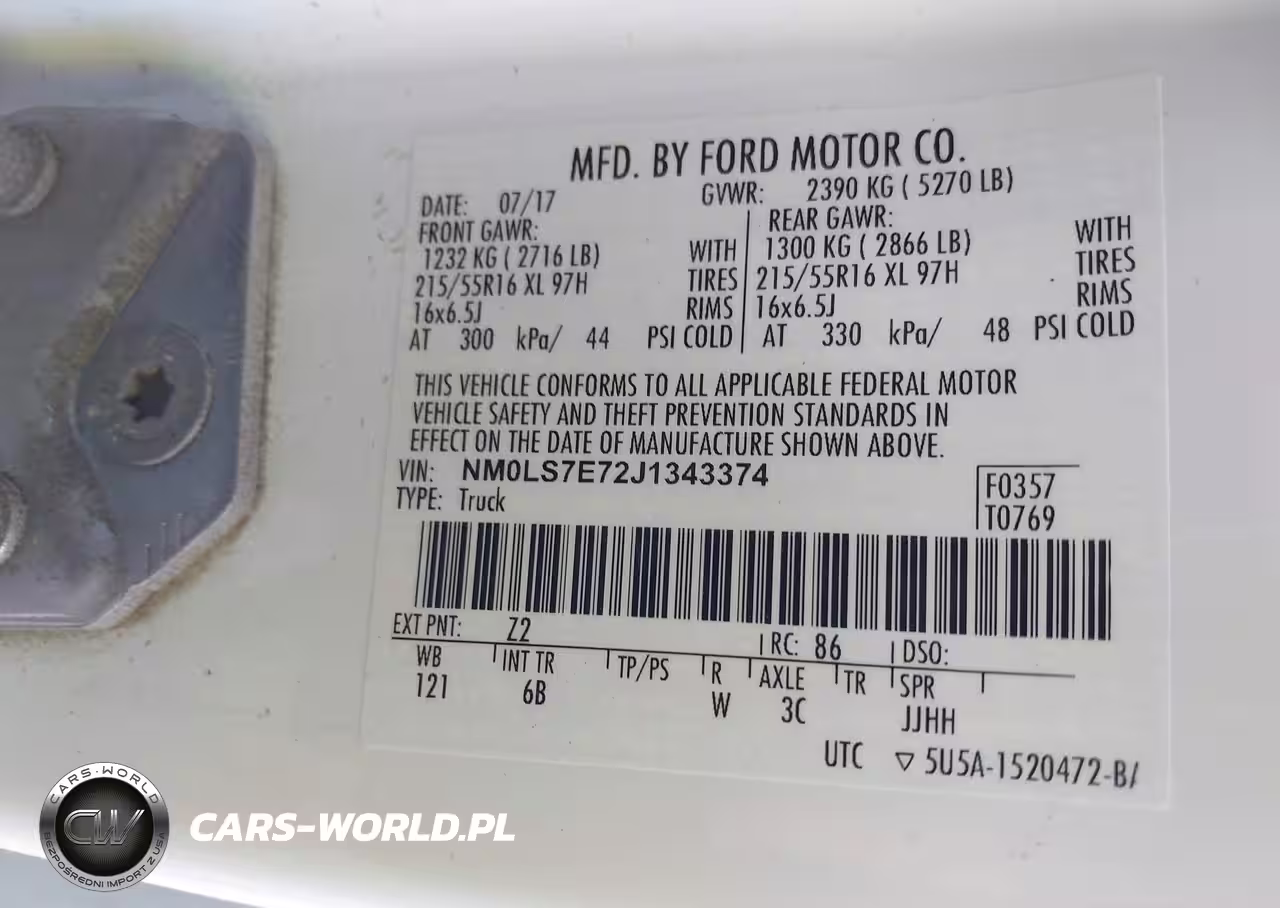 MFD. BY FORD MOTOR CO.
DATE: 07/17 GVWR: 2390 KG ( 5270 LB)
FRONT GAWR: REAR GAWR:
1232 KG ( 2716 LB) WITH 1300 KG ( 2866 LB) WITH
215/55R16 XL 97H TIRES 215/55R16 XL 97H TIRES
16x6.5J RIMS 16x6.5J RIMS
AT 300 kPa/ 44 PSI COLD AT 330 kPa/ 48 PSI COLD
THIS VEHICLE CONFORMS TO ALL APPLICABLE FEDERAL MOTOR
VEHICLE SAFETY AND THEFT PREVENTION STANDARDS IN
EFFECT ON THE DATE OF MANUFACTURE SHOWN ABOVE.
VIN: NM0LS7E72J1343374
TYPE: Truck
F0357
T0769
EXT PNT: Z2 RC: 86 DSO:
WB INT TR TP/PS R AXLE TR SPR
121 6B W 3C JJHH
UTC ▽ 5U5A-1520472-B/
CARS-WORLD
CW
BEZPOŚREDNI IMPORT Z USA
CARS-WORLD.PL